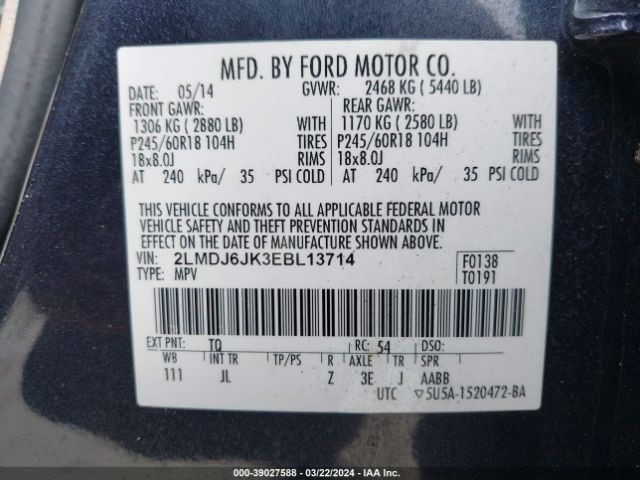 MFD. BY FORD MOTOR CO.
DATE: 05/14 GVWR: 2468 KG ( 5440 LB)
FRONT GAWR: REAR GAWR:
1306 KG ( 2880 LB) WITH 1170 KG ( 2580 LB) WITH
P245/60R18 104H TIRES P245/60R18 104H TIRES
18x8.0J RIMS 18x8.0J RIMS
AT 240 kPa/ 35 PSI COLD AT 240 kPa/ 35 PSI COLD
THIS VEHICLE CONFORMS TO ALL APPLICABLE FEDERAL MOTOR
VEHICLE SAFETY AND THEFT PREVENTION STANDARDS IN
EFFECT ON THE DATE OF MANUFACTURE SHOWN ABOVE.
VIN: 2LMDJ6JK3EBL13714 F0138
TYPE: MPV T0191
EXT PNT: TQ RC: 54 DSO:
WB INT TR TP/PS R AXLE TR SPR
111 JL Z 3E J AABB
UTC ▽5U5A-1520472-BA
000-39027588 - 03/22/2024 - IAA Inc.